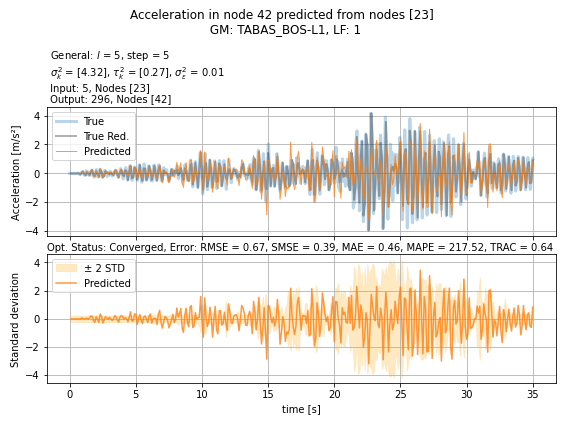 Acceleration in node 42 predicted from nodes [23]
GM: TABAS_BOS-L1, LF: 1
General: l = 5, step = 5
σ²ₖ = [4.32], τ²ₖ = [0.27], σ²ε = 0.01
Input: 5, Nodes [23]
Output: 296, Nodes [42]
Acceleration [m/s²]
4
2
0
−2
−4
True
True Red.
Predicted
Opt. Status: Converged, Error: RMSE = 0.67, SMSE = 0.39, MAE = 0.46, MAPE = 217.52, TRAC = 0.64
Standard deviation
4
2
0
−2
−4
± 2 STD
Predicted
0 5 10 15 20 25 30 35
time [s]